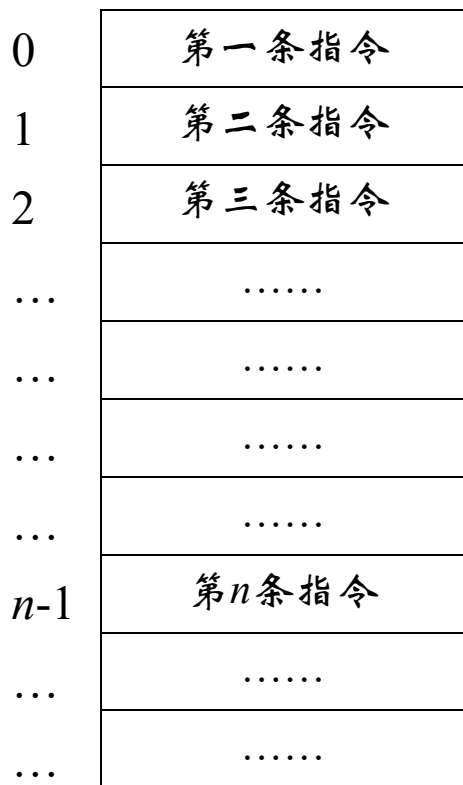 0 第一条指令
1 第二条指令
2 第三条指令
… ……
… ……
… ……
… ……
n-1 第n条指令
… ……
… ……